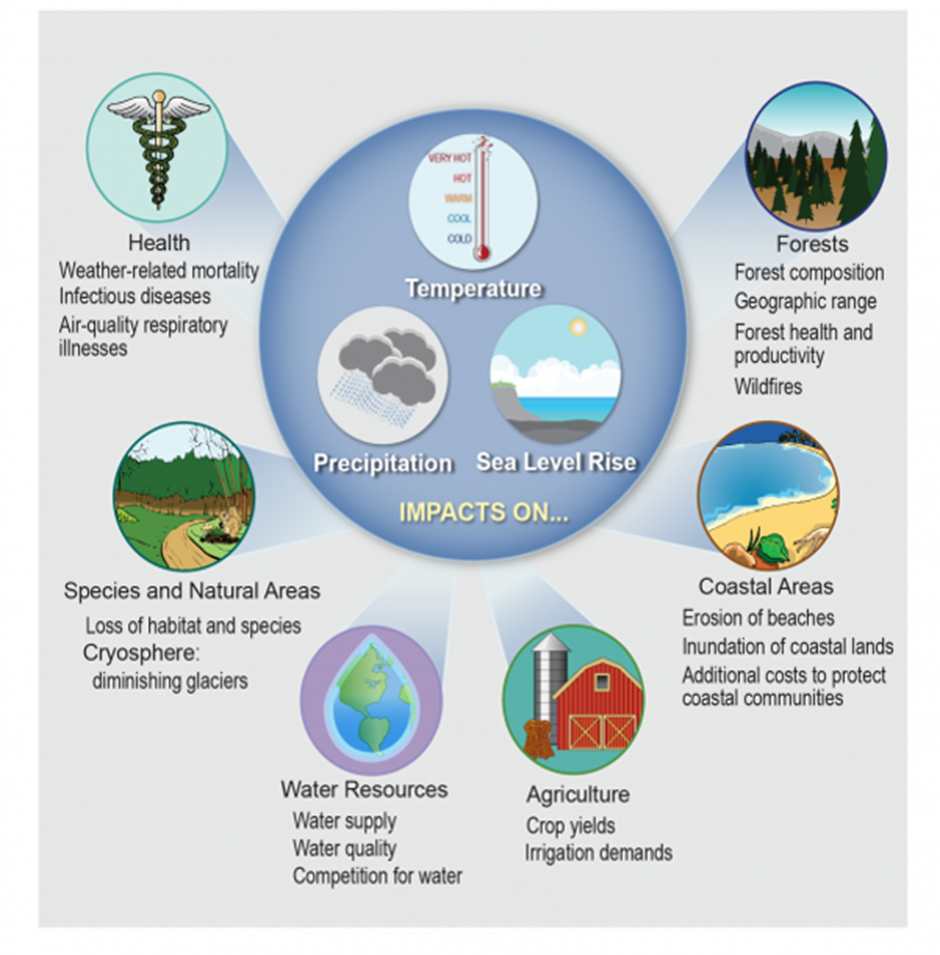 VERY HOT
HOT
WARM
COOL
COLD
Temperature
Precipitation
Sea Level Rise
IMPACTS ON...
Health
Weather-related mortality
Infectious diseases
Air-quality respiratory
illnesses
Forests
Forest composition
Geographic range
Forest health and
productivity
Wildfires
Species and Natural Areas
Loss of habitat and species
Cryosphere:
diminishing glaciers
Coastal Areas
Erosion of beaches
Inundation of coastal lands
Additional costs to protect
coastal communities
Water Resources
Water supply
Water quality
Competition for water
Agriculture
Crop yields
Irrigation demands